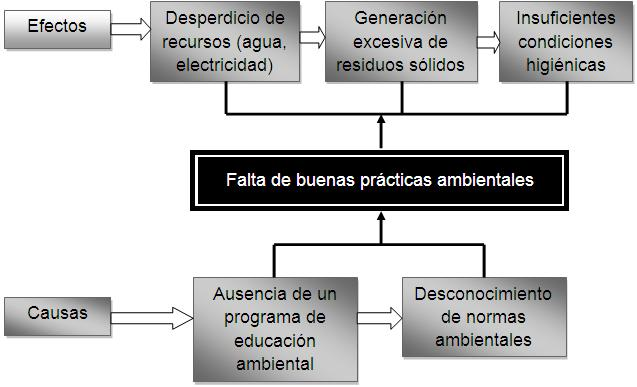 Efectos
Desperdicio de
recursos (agua,
electricidad)
Generación
excesiva de
residuos sólidos
Insuficientes
condiciones
higiénicas
Falta de buenas prácticas ambientales
Causas
Ausencia de un
programa de
educación
ambiental
Desconocimiento
de normas
ambientales